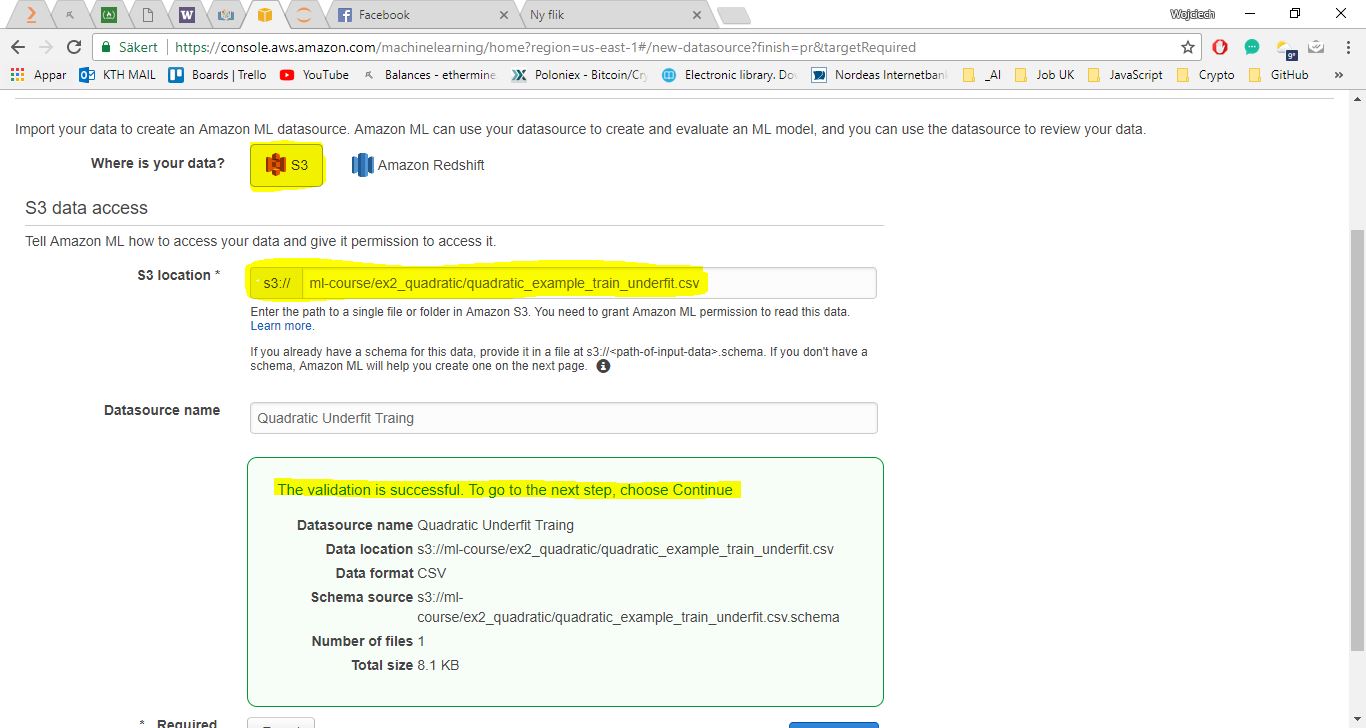 Facebook
Ny flik
Wojciech
Säkert
https://console.aws.amazon.com/machinelearning/home?region=us-east-1#/new-datasource?finish=pr&targetRequired
9°
Appar
KTH MAIL
Boards | Trello
YouTube
Balances - ethermine
Poloniex - Bitcoin/Cry
Electronic library. Do
Nordeas Internetban
_AI
Job UK
JavaScript
Crypto
GitHub
»
Import your data to create an Amazon ML datasource. Amazon ML can use your datasource to create and evaluate an ML model, and you can use the datasource to review your data.
Where is your data?
S3
Amazon Redshift
S3 data access
Tell Amazon ML how to access your data and give it permission to access it.
S3 location *
s3://
ml-course/ex2_quadratic/quadratic_example_train_underfit.csv
Enter the path to a single file or folder in Amazon S3. You need to grant Amazon ML permission to read this data.
Learn more.
If you already have a schema for this data, provide it in a file at s3://<path-of-input-data>.schema. If you don't have a
schema, Amazon ML will help you create one on the next page.
Datasource name
Quadratic Underfit Traing
The validation is successful. To go to the next step, choose Continue
Datasource name Quadratic Underfit Traing
Data location s3://ml-course/ex2_quadratic/quadratic_example_train_underfit.csv
Data format CSV
Schema source s3://ml-
course/ex2_quadratic/quadratic_example_train_underfit.csv.schema
Number of files 1
Total size 8.1 KB
* Required